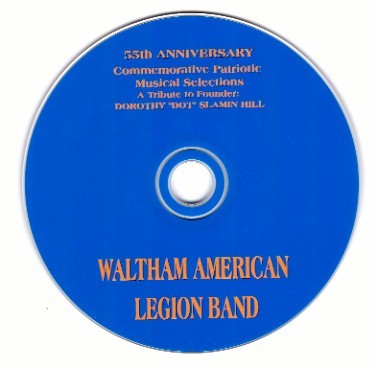 55th ANNIVERSARY
Commemorative Patriotic
Musical Selections
A Tribute to Founder:
DOROTHY "DOT" SLAMIN HILL
WALTHAM AMERICAN
LEGION BAND